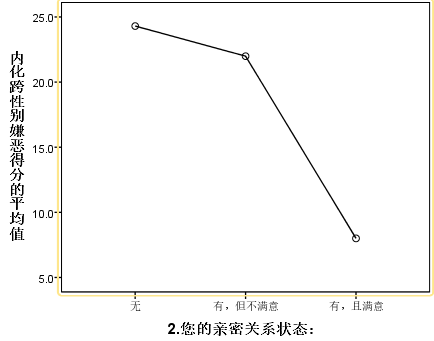 内化跨性别嫌恶得分的平均值
25.0
20.0
15.0
10.0
5.0
无
有，但不满意
有，且满意
2.您的亲密关系状态：